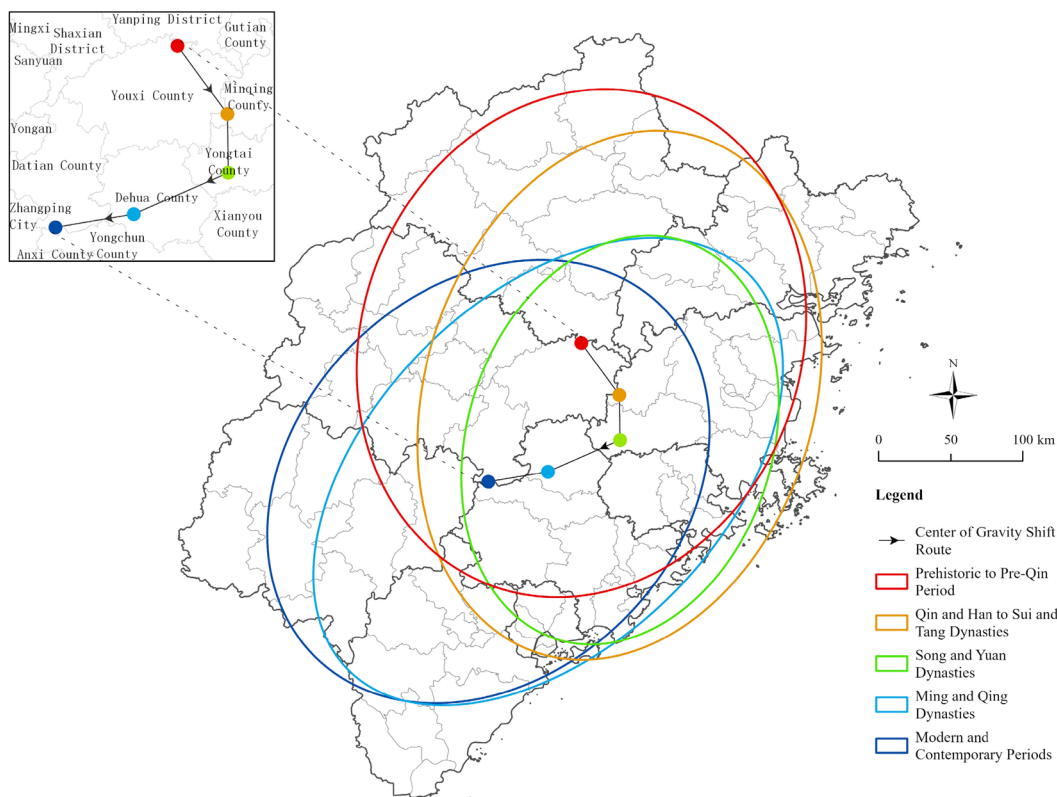 Yanping District
Mingxi
Shaxian
District
Gutian
County
Sanyuan
Youxi County
Minqing
County
Yongan
Datian County
Yongtai
County
Dehua County
Zhangping
City
Xianyou
County
Anxi County
Yongchun
County
N
0 50 100 km
Legend
Center of Gravity Shift
Route
Prehistoric to Pre-Qin
Period
Qin and Han to Sui and
Tang Dynasties
Song and Yuan
Dynasties
Ming and Qing
Dynasties
Modern and
Contemporary Periods